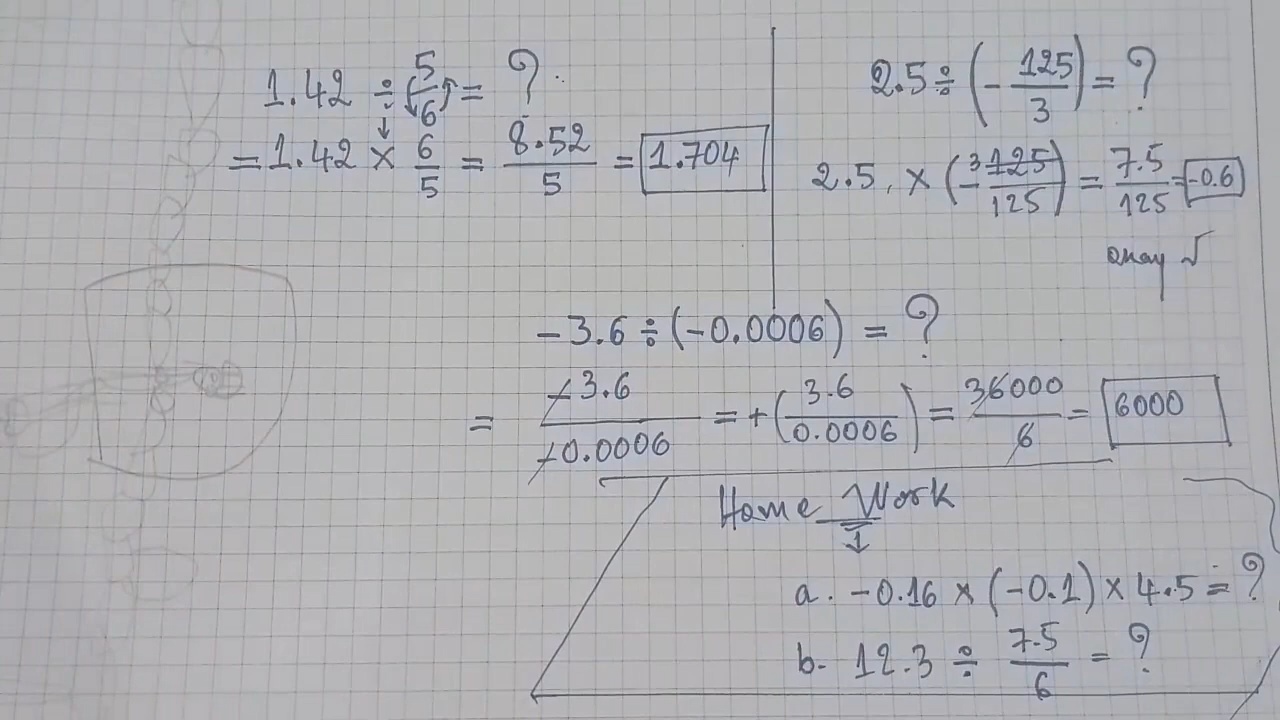 1.42 ÷ 5/6 = ?
= 1.42 × 6/5 = 8.52/5 = 1.704
2.5 ÷ (- 125/3) = ?
2.5 × (- 3 125/125) = 7.5/125 = -0.6
okay √
-3.6 ÷ (-0.0006) = ?
= -3.6/-0.0006 = + (3.6/0.0006) = 36000/6 = 6000
Home Work
1
a. -0.16 × (-0.1) × 4.5 = ?
b. 12.3 ÷ 7.5/6 = ?